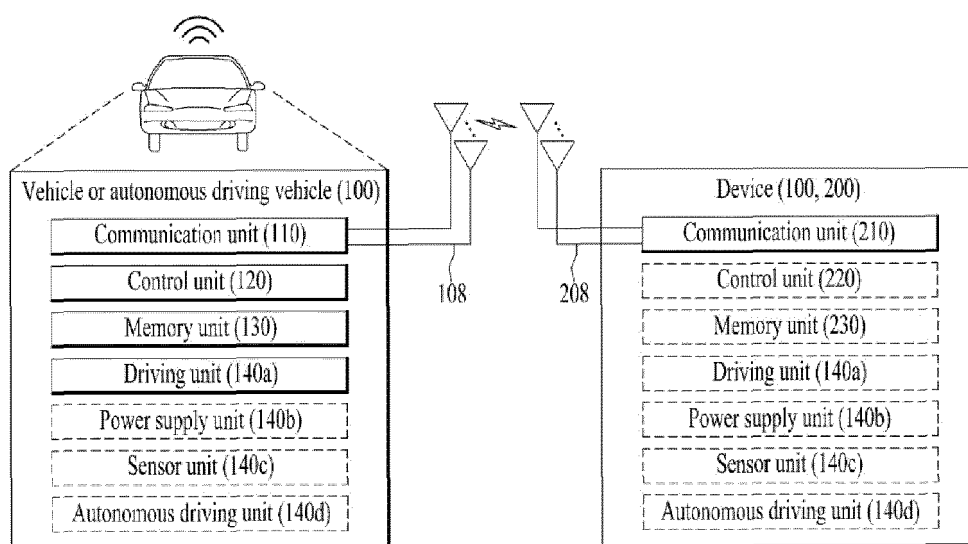 Vehicle or autonomous driving vehicle (100)
Communication unit (110)
Control unit (120)
Memory unit (130)
Driving unit (140a)
Power supply unit (140b)
Sensor unit (140c)
Autonomous driving unit (140d)
108
208
Device (100, 200)
Communication unit (210)
Control unit (220)
Memory unit (230)
Driving unit (140a)
Power supply unit (140b)
Sensor unit (140c)
Autonomous driving unit (140d)